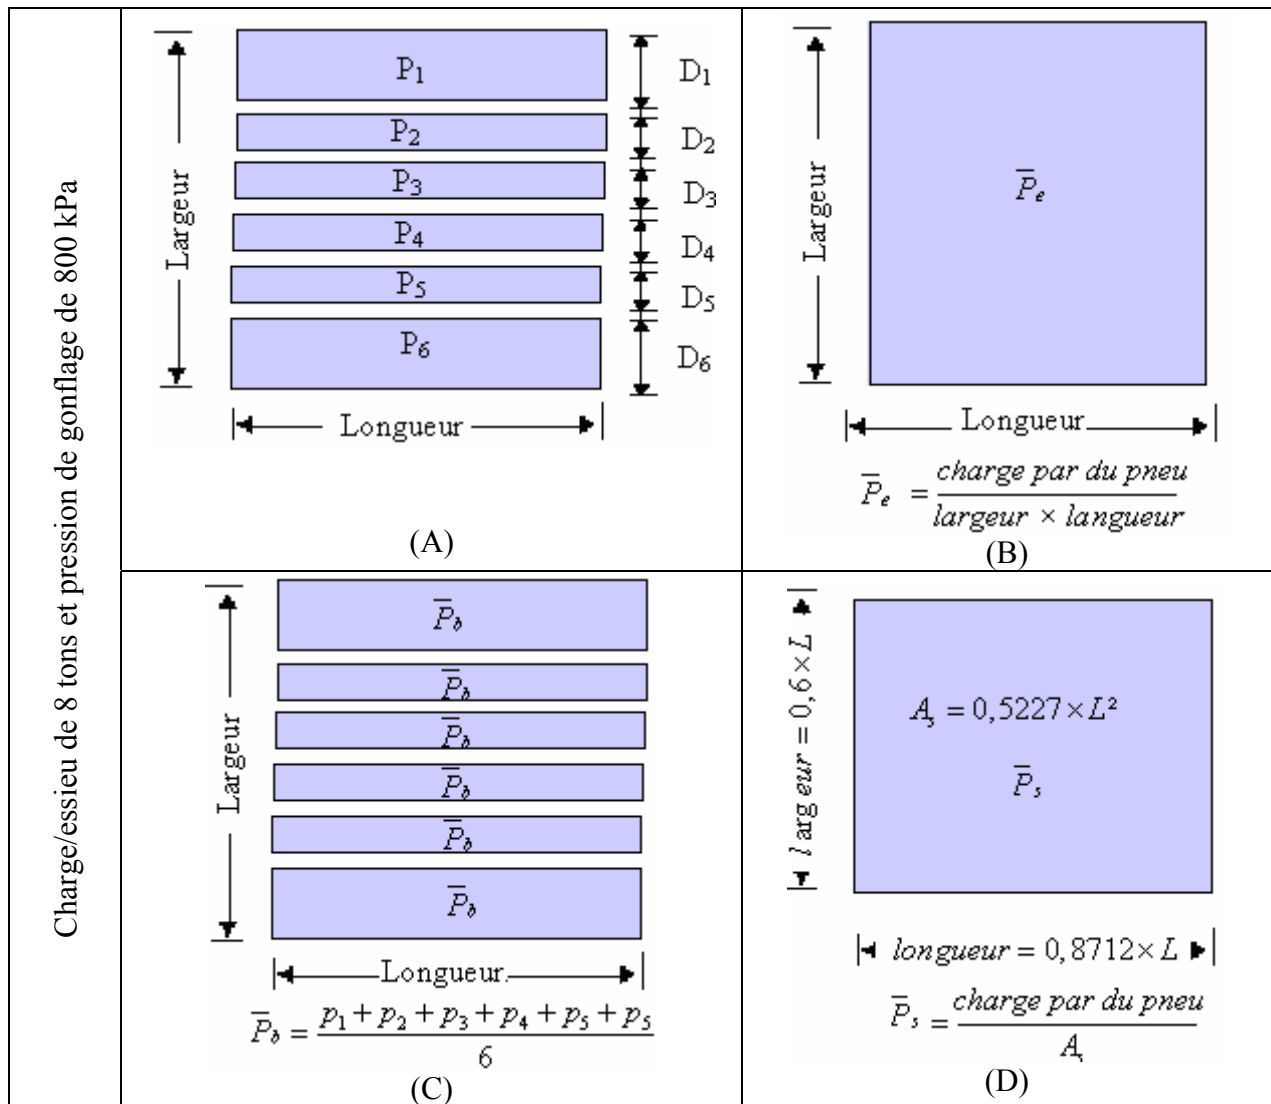 Charge/essieu de 8 tons et pression de gonflage de 800 kPa
Largeur
P1
P2
P3
P4
P5
P6
D1
D2
D3
D4
D5
D6
Longueur
(A)
Largeur
P̅e
Longueur
P̅e = charge par du pneu / largeur × langueur
(B)
Largeur
P̅b
P̅b
P̅b
P̅b
P̅b
P̅b
Longueur.
P̅b = p1 + p2 + p3 + p4 + p5 + p5 / 6
(C)
larg eur = 0,6×L
As = 0,5227×L²
P̅s
longueur = 0,8712×L
P̅s = charge par du pneu / As
(D)